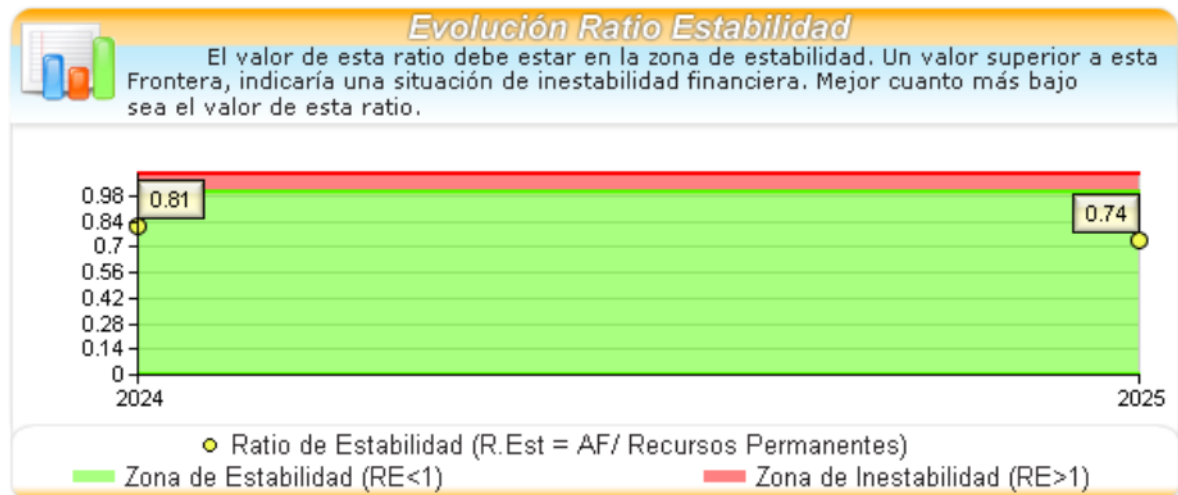 Evolución Ratio Estabilidad
El valor de esta ratio debe estar en la zona de estabilidad. Un valor superior a esta
Frontera, indicaría una situación de inestabilidad financiera. Mejor cuanto más bajo
sea el valor de esta ratio.
0.98
0.84
0.7
0.56
0.42
0.28
0.14
0
0.81
0.74
2024
2025
Ratio de Estabilidad (R.Est = AF/ Recursos Permanentes)
Zona de Estabilidad (RE<1)
Zona de Inestabilidad (RE>1)